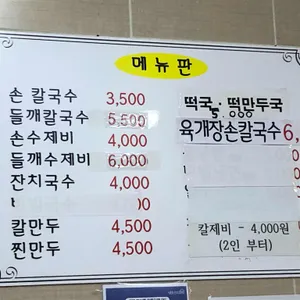 메뉴판
손 칼국수 3,500
들깨칼국수 5,500
손수제비 4,000
들깨수제비 6,000
잔치국수 4,000
칼만두 4,500
찐만두 4,500
떡국, 떡만두국
육개장손칼국수 6,
칼제비 - 4.000원
(2인 부터)